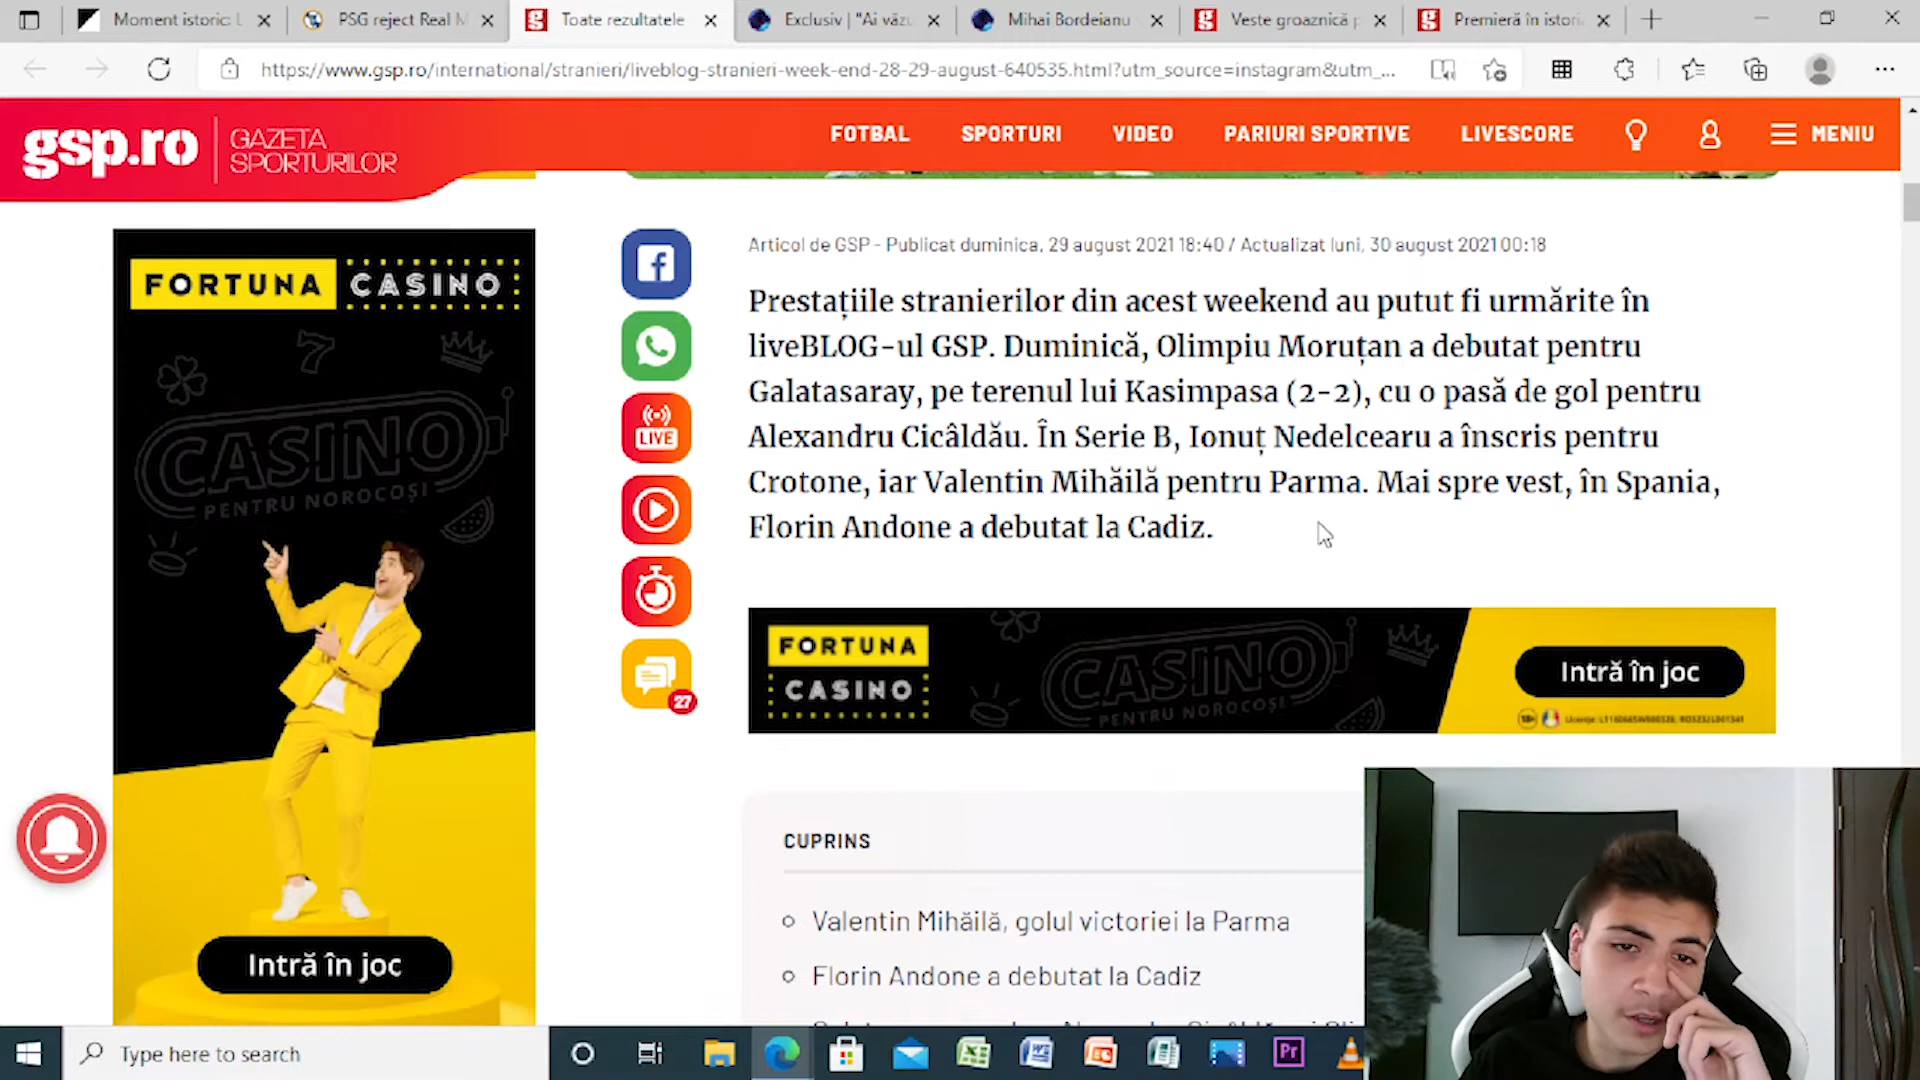 Moment istoric: L
PSG reject Real M
Toate rezultatele
Exclusiv | "Ai văzu
Mihai Bordeianu
Veste groaznică p
Premieră în istori
https://www.gsp.ro/international/stranieri/liveblog-stranieri-week-end-28-29-august-640535.html?utm_source=instagram&utm_...
gsp.ro
GAZETA
SPORTURILOR
FOTBAL
SPORTURI
VIDEO
PARIURI SPORTIVE
LIVESCORE
MENIU
Articol de GSP - Publicat duminica, 29 august 2021 18:40 / Actualizat luni, 30 august 2021 00:18
Prestațiile stranierilor din acest weekend au putut fi urmărite în
liveBLOG-ul GSP. Duminică, Olimpiu Moruțan a debutat pentru
Galatasaray, pe terenul lui Kasimpasa (2-2), cu o pasă de gol pentru
Alexandru Cicâldău. În Serie B, Ionuț Nedelcearu a înscris pentru
Crotone, iar Valentin Mihăilă pentru Parma. Mai spre vest, în Spania,
Florin Andone a debutat la Cadiz.
FORTUNA CASINO
7
CASINO
PENTRU NOROCOȘI
Intră în joc
LIVE
27
FORTUNA
CASINO
CASINO
PENTRU NOROCOȘI
Intră în joc
18+
CUPRINS
Valentin Mihăilă, golul victoriei la Parma
Florin Andone a debutat la Cadiz
Type here to search
Pr